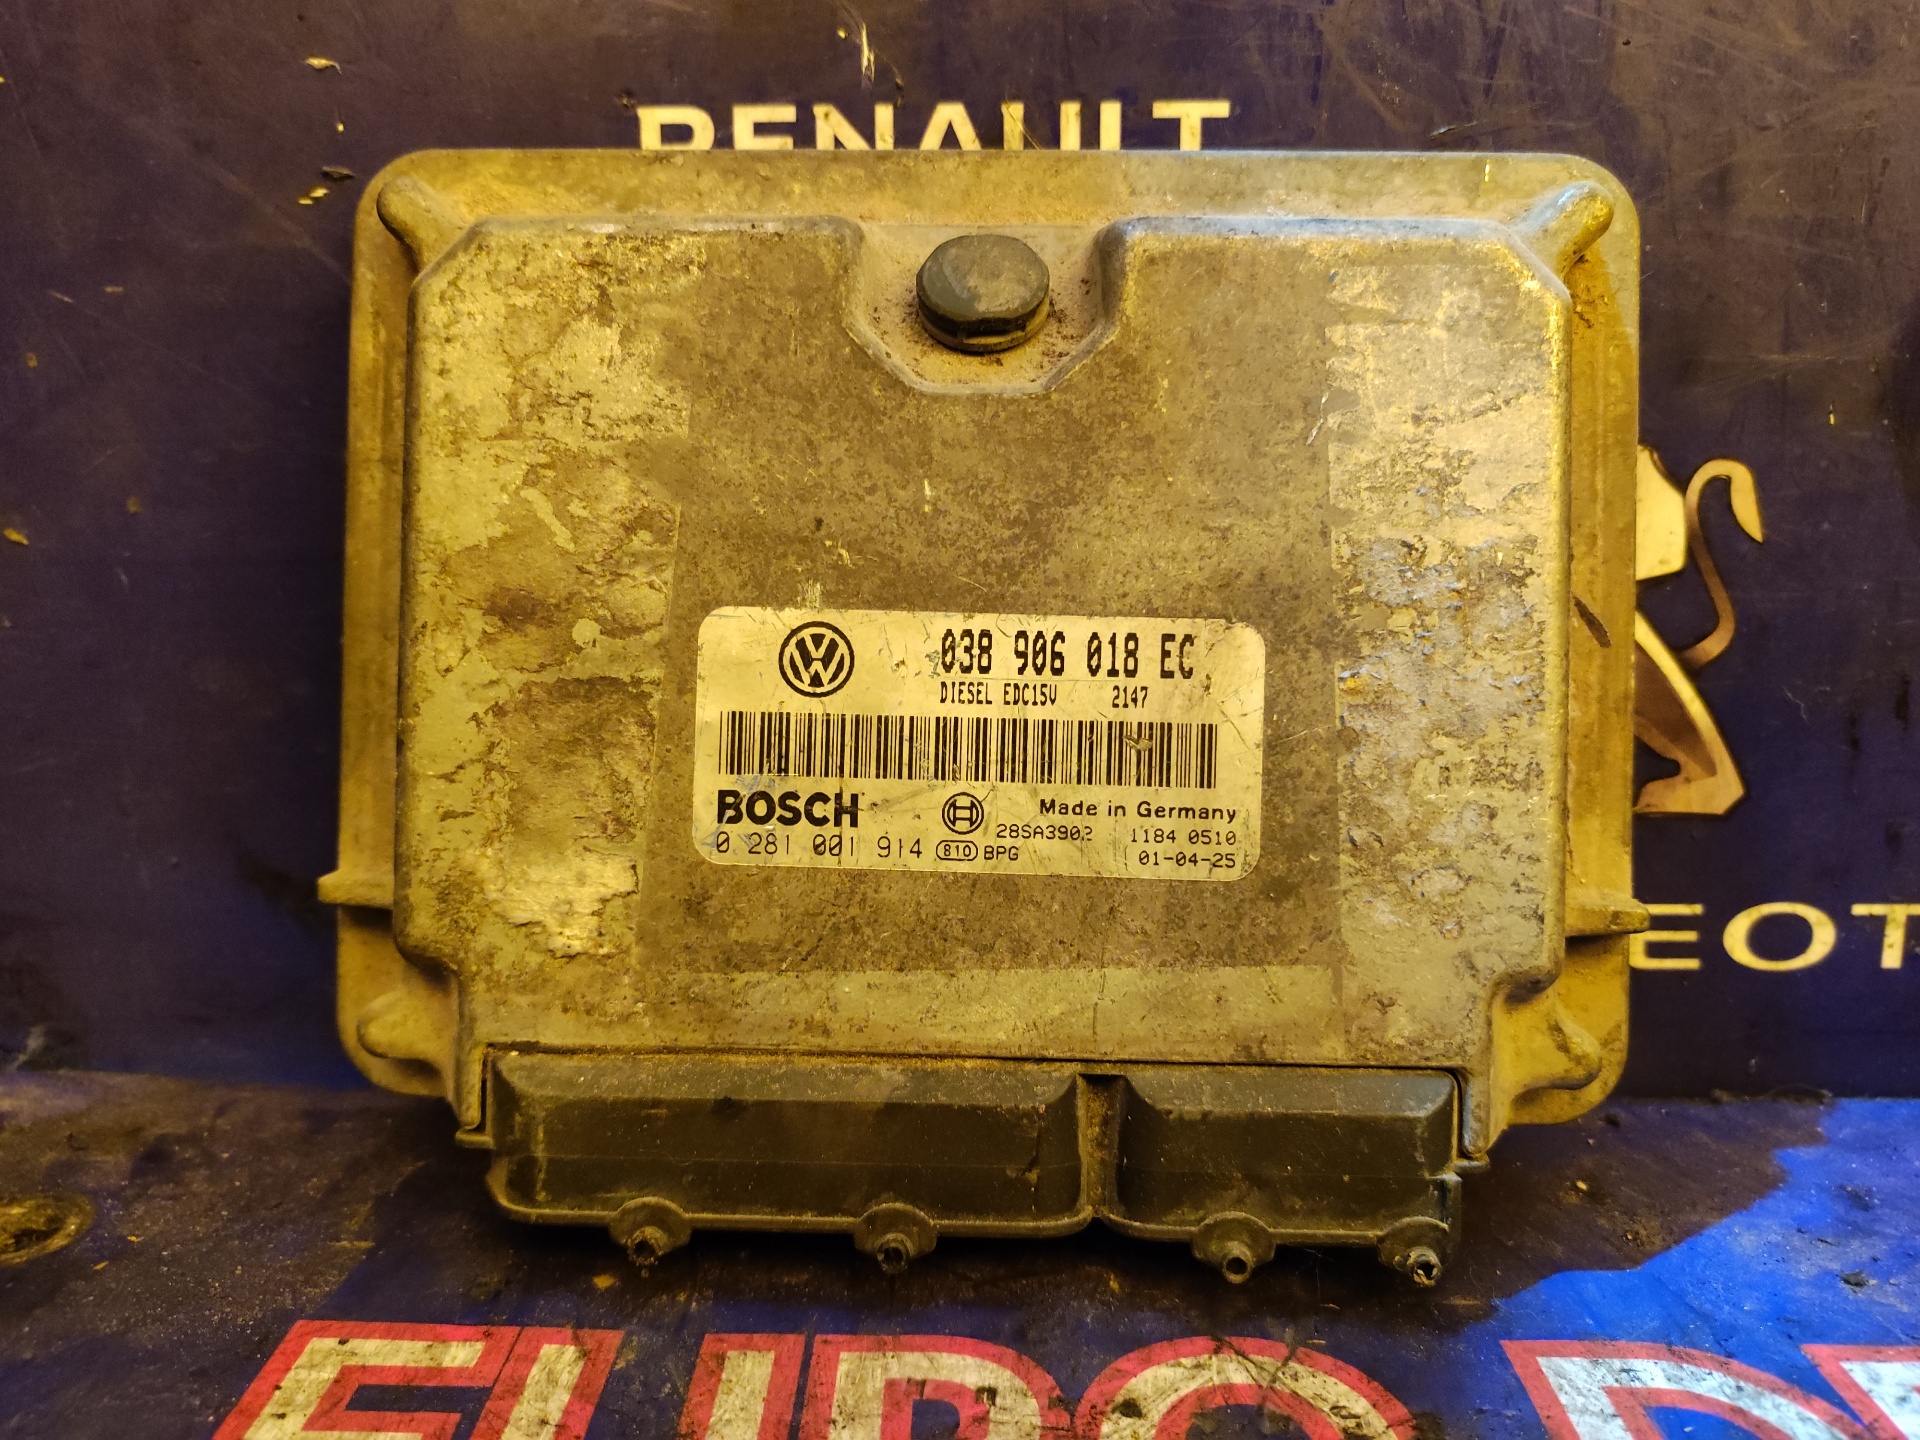 RENAULT
038 906 018 EC
DIESEL EDC15V 2147
BOSCH
Made in Germany
28SA3902 1184 0510
0 281 001 914 810 BPG 01-04-25
EOT
EURO